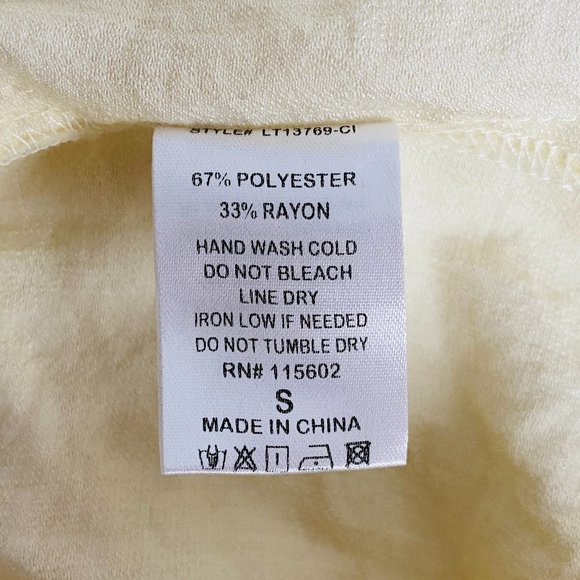 STYLE# LT13769-CI
67% POLYESTER
33% RAYON
HAND WASH COLD
DO NOT BLEACH
LINE DRY
IRON LOW IF NEEDED
DO NOT TUMBLE DRY
RN# 115602
S
MADE IN CHINA